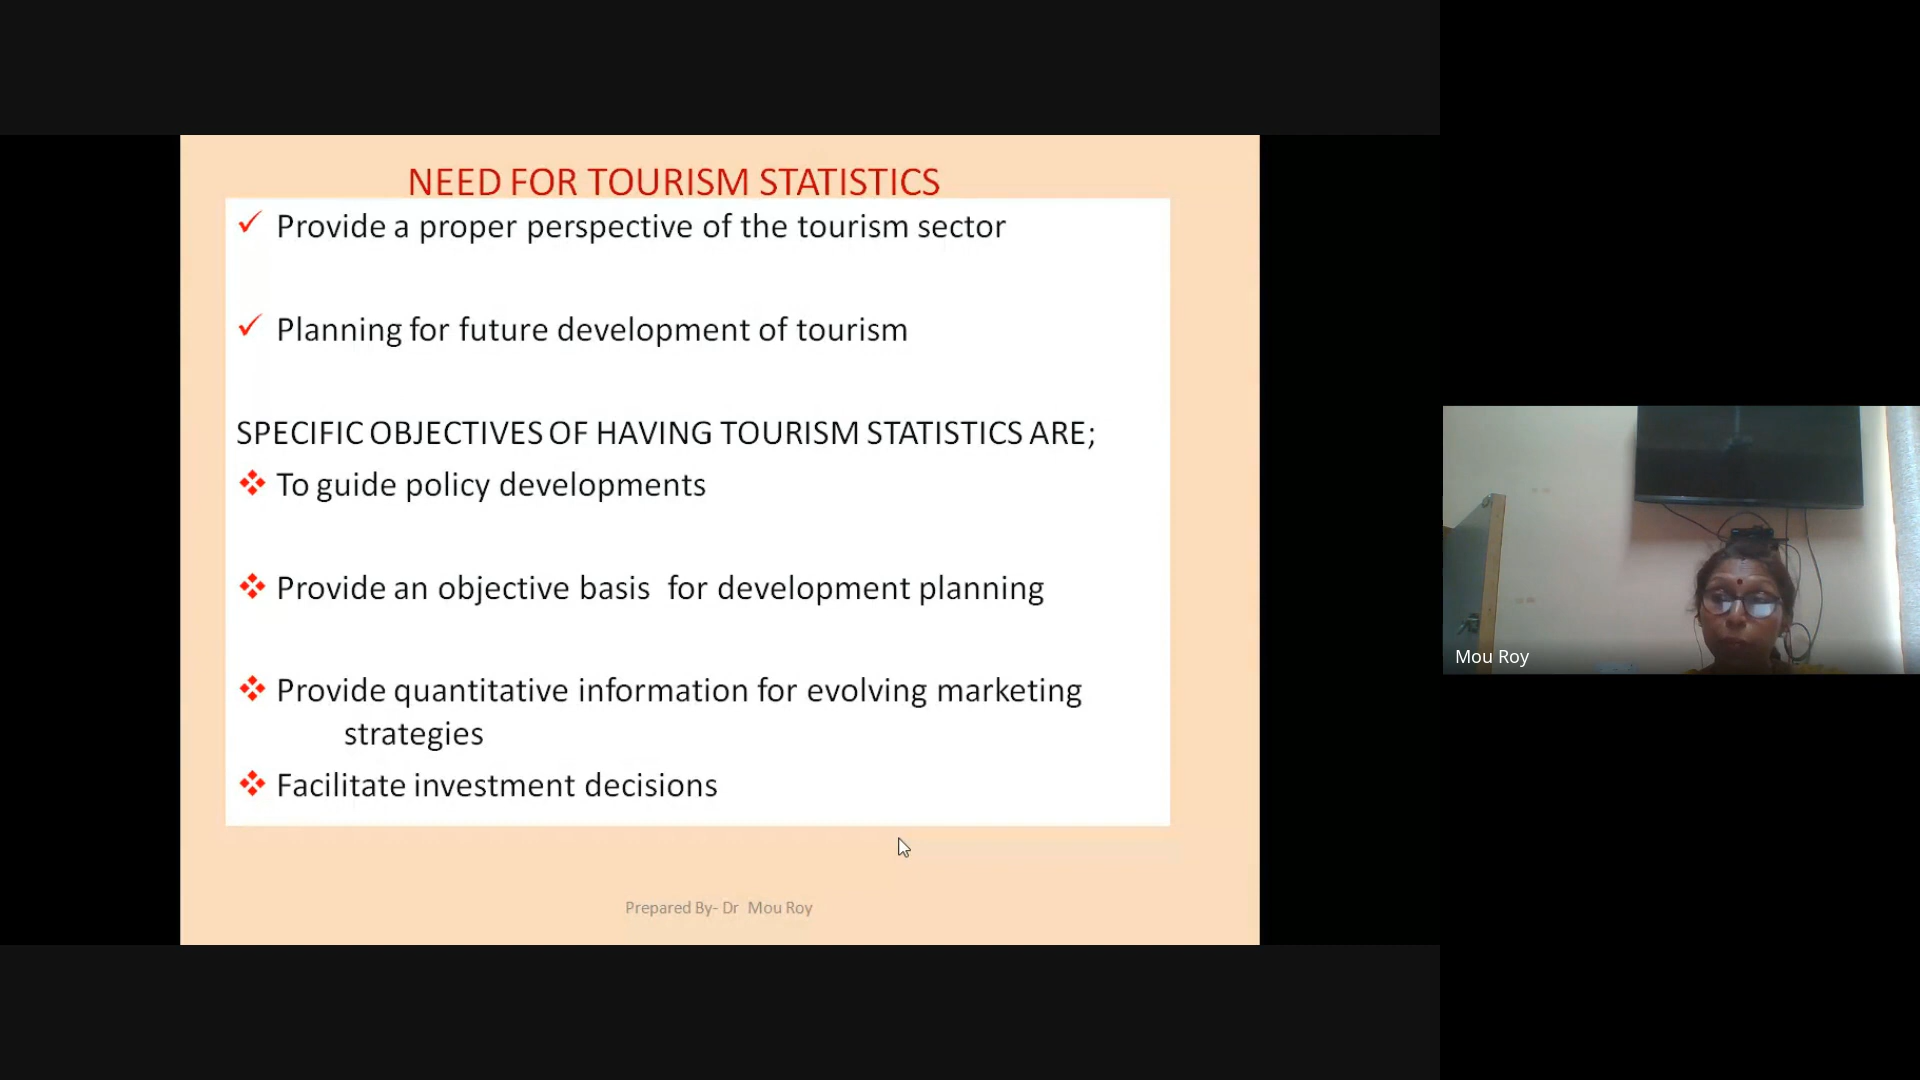 NEED FOR TOURISM STATISTICS
Provide a proper perspective of the tourism sector
Planning for future development of tourism
SPECIFIC OBJECTIVES OF HAVING TOURISM STATISTICS ARE;
To guide policy developments
Provide an objective basis for development planning
Provide quantitative information for evolving marketing
strategies
Facilitate investment decisions
Prepared By- Dr Mou Roy
Mou Roy